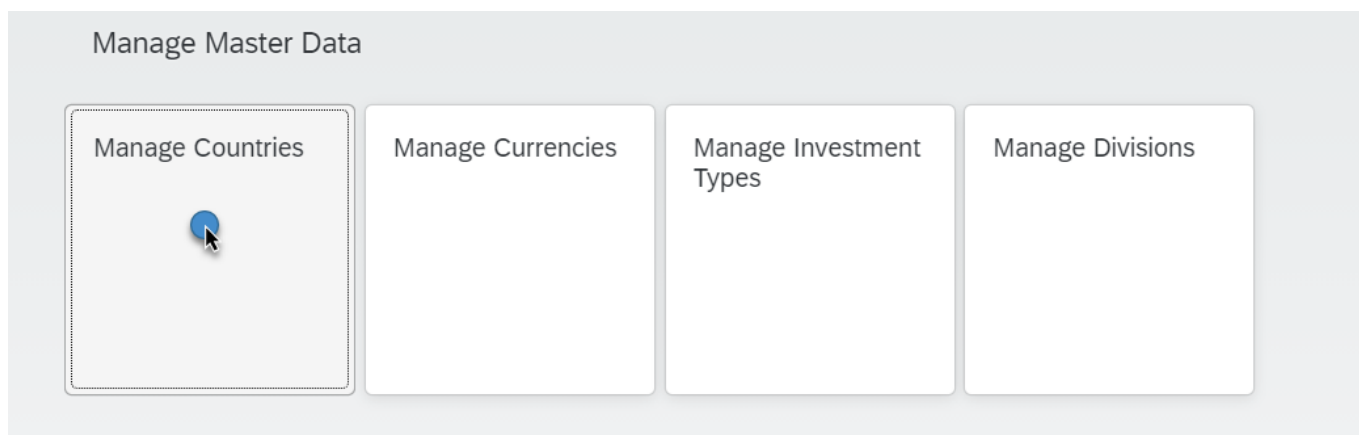 Manage Master Data
Manage Countries
Manage Currencies
Manage Investment
Types
Manage Divisions